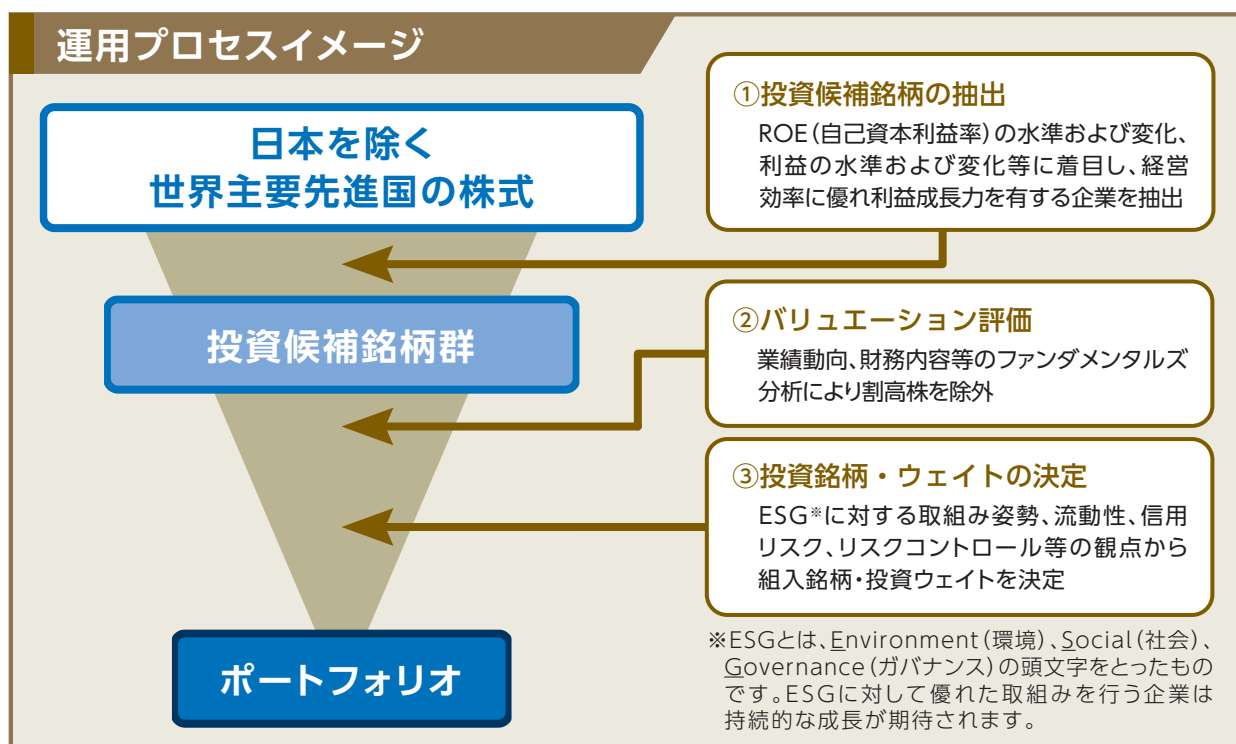 運用プロセスイメージ
日本を除く
世界主要先進国の株式
投資候補銘柄群
ポートフォリオ
①投資候補銘柄の抽出
ROE(自己資本利益率)の水準および変化、
利益の水準および変化等に着目し、経営
効率に優れ利益成長力を有する企業を抽出
②バリュエーション評価
業績動向、財務内容等のファンダメンタルズ
分析により割高株を除外
③投資銘柄・ウェイトの決定
ESG※に対する取組み姿勢、流動性、信用
リスク、リスクコントロール等の観点から
組入銘柄・投資ウェイトを決定
※ESGとは、Environment(環境)、Social(社会)、
Governance(ガバナンス)の頭文字をとったもの
です。ESGに対して優れた取組みを行う企業は
持続的な成長が期待されます。